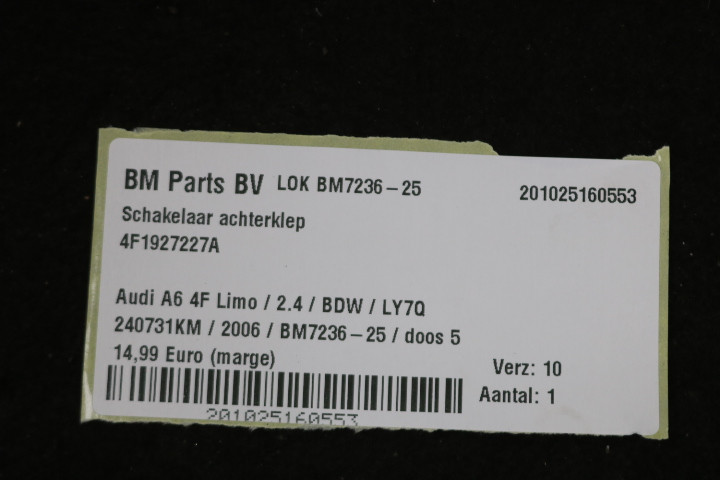 BM Parts BV LOK BM7236-25 201025160553
Schakelaar achterklep
4F1927227A
Audi A6 4F Limo / 2.4 / BDW / LY7Q
240731KM / 2006 / BM7236-25 / doos 5
14,99 Euro (marge) Verz: 10
Aantal: 1
201025160553